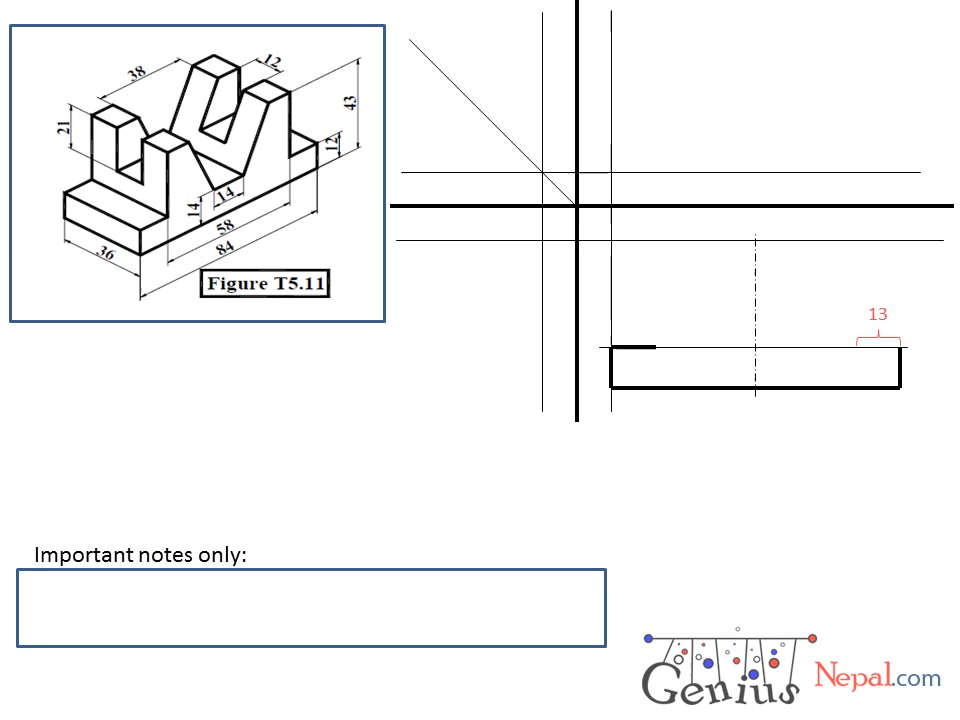 38
12
43
21
12
14
14
58
84
36
Figure T5.11
13
Important notes only:
Genius
Nepal.com